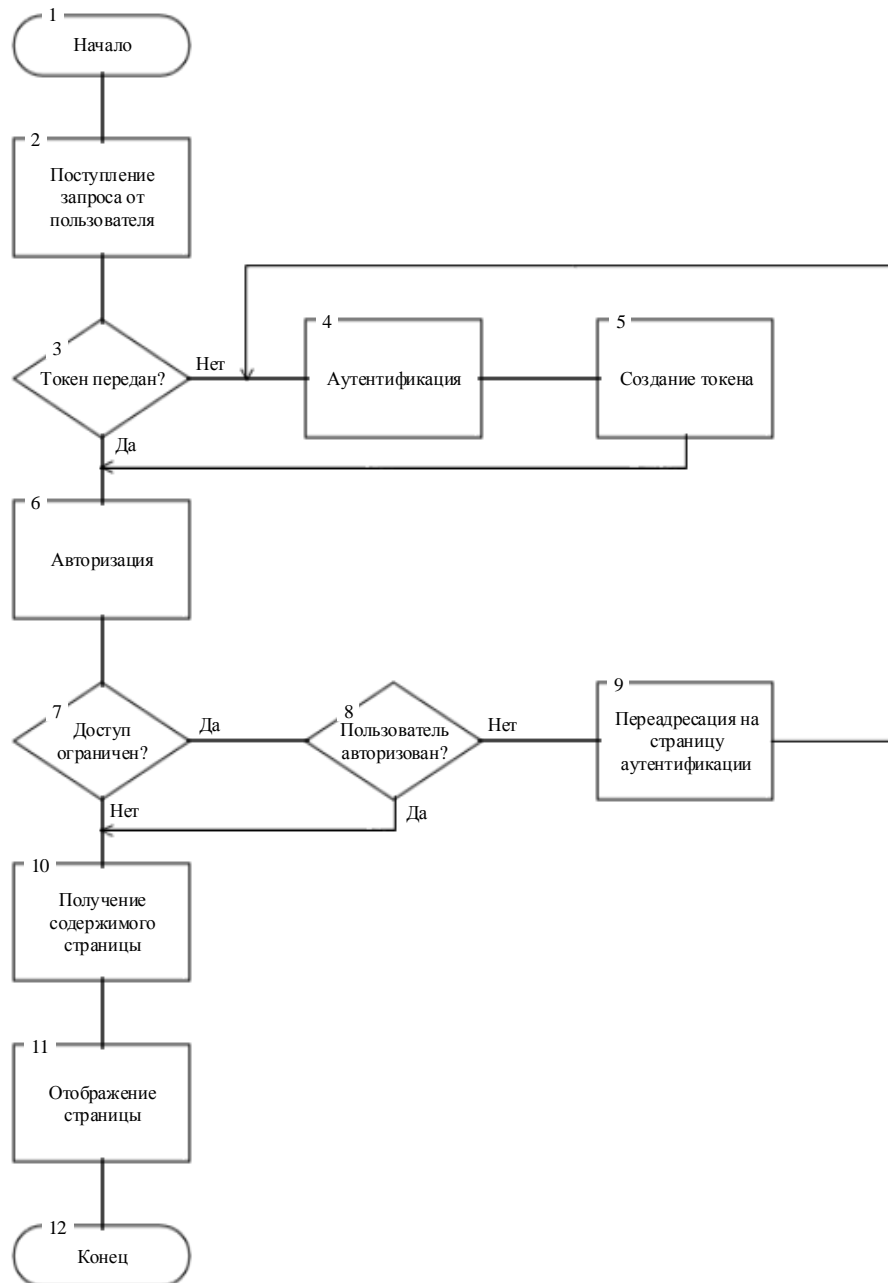 1
Начало
2
Поступление
запроса от
пользователя
3
Токен передан?
Нет
4
Аутентификация
5
Создание токена
Да
6
Авторизация
7
Доступ
ограничен?
Да
8
Пользователь
авторизован?
Нет
9
Переадресация на
страницу
аутентификации
Нет
Да
10
Получение
содержимого
страницы
11
Отображение
страницы
12
Конец